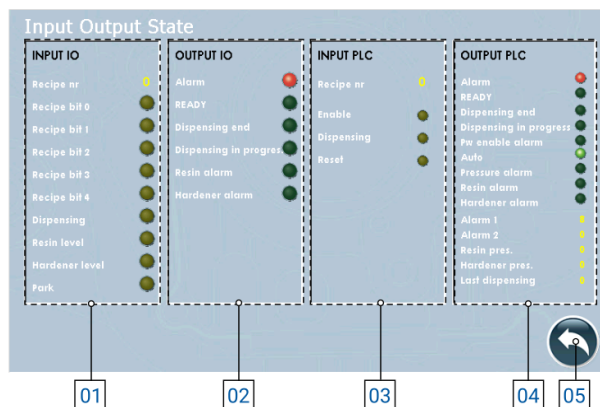 Input Output State
INPUT IO
Recipe nr 0
Recipe bit 0
Recipe bit 1
Recipe bit 2
Recipe bit 3
Recipe bit 4
Dispensing
Resin level
Hardener level
Park
OUTPUT IO
Alarm
READY
Dispensing end
Dispensing in progres
Resin alarm
Hardener alarm
INPUT PLC
Recipe nr 0
Enable
Dispensing
Reset
OUTPUT PLC
Alarm
READY
Dispensing end
Dispensing in progress
Pw enable alarm
Auto
Pressure alarm
Resin alarm
Hardener alarm
Alarm 1 8
Alarm 2 0
Resin pres. 0
Hardener pres. 0
Last dispensing 0
01
02
03
04
05